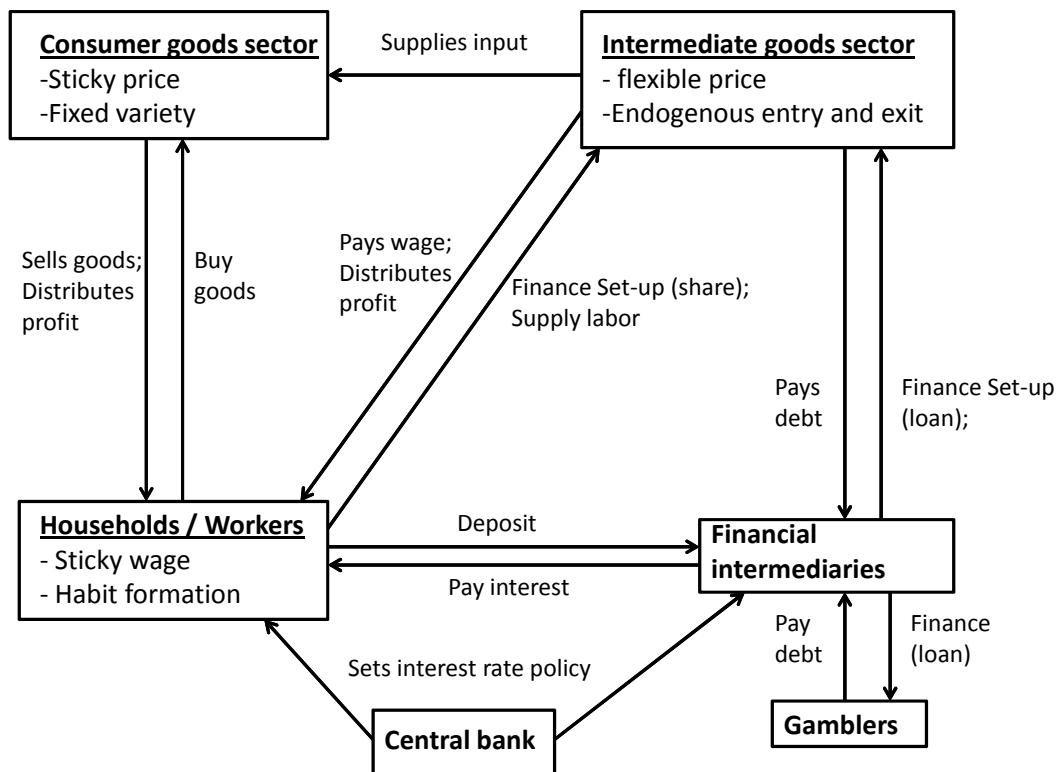 Consumer goods sector
-Sticky price
-Fixed variety
Supplies input
Intermediate goods sector
- flexible price
-Endogenous entry and exit
Sells goods;
Distributes
profit
Buy
goods
Pays wage;
Distributes
profit
Finance Set-up (share);
Supply labor
Pays
debt
Finance Set-up
(loan);
Households / Workers
- Sticky wage
- Habit formation
Deposit
Pay interest
Financial
intermediaries
Sets interest rate policy
Pay
debt
Finance
(loan)
Central bank
Gamblers